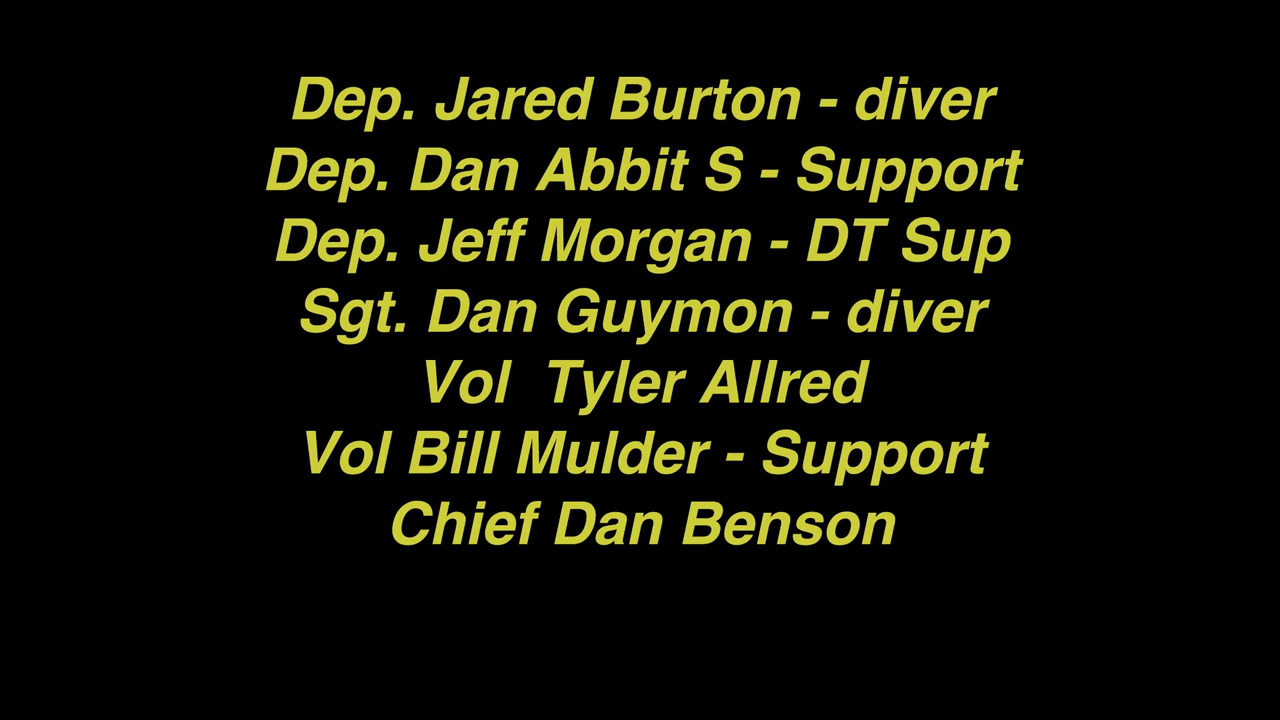 Dep. Jared Burton - diver
Dep. Dan Abbit S - Support
Dep. Jeff Morgan - DT Sup
Sgt. Dan Guymon - diver
Vol  Tyler Allred
Vol Bill Mulder - Support
Chief Dan Benson